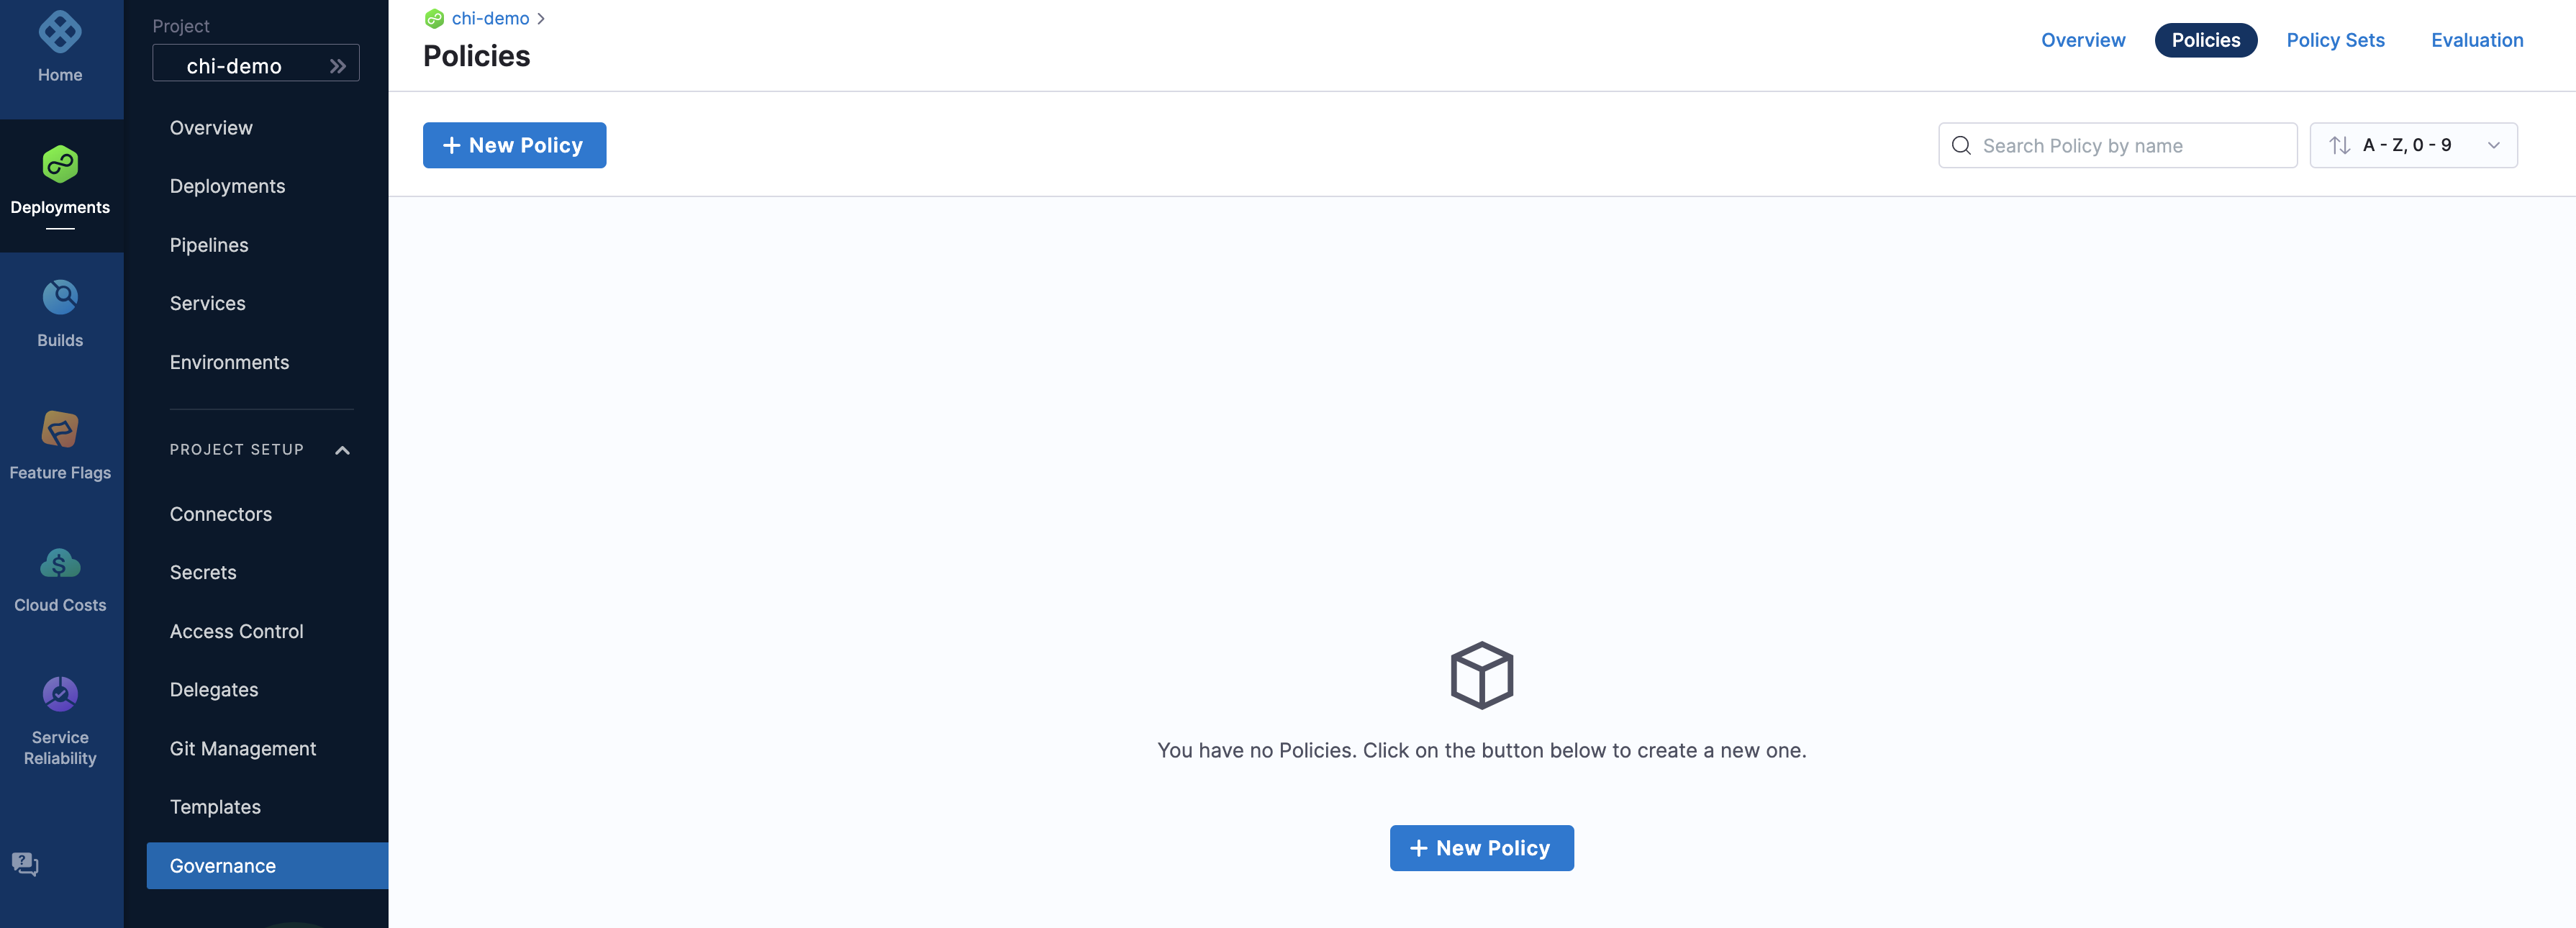 Home
Deployments
Builds
Feature Flags
Cloud Costs
Service
Reliability
Project
chi-demo
Overview
Deployments
Pipelines
Services
Environments
PROJECT SETUP
Connectors
Secrets
Access Control
Delegates
Git Management
Templates
Governance
chi-demo >
Policies
Overview
Policies
Policy Sets
Evaluation
+ New Policy
Search Policy by name
A - Z, 0 - 9
You have no Policies. Click on the button below to create a new one.
+ New Policy